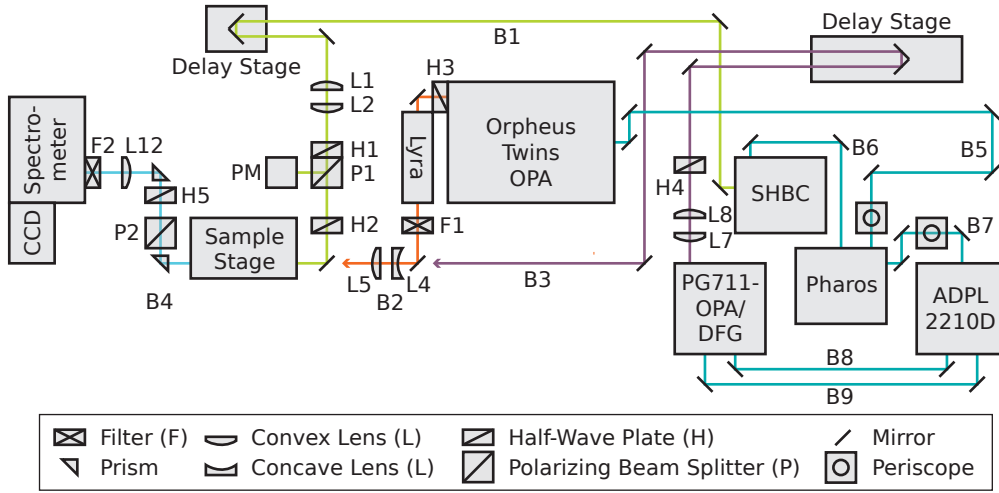 B1
Delay Stage
Delay Stage
L1
L2
H3
H1
P1
PM
H2
Lyra
Orpheus
Twins
OPA
F1
Spectro-
meter
CCD
F2
L12
H5
P2
Sample
Stage
B4
L5
B2
L4
B3
H4
L8
L7
SHBC
B6
B5
B7
Pharos
PG711-
OPA/
DFG
ADPL
2210D
B8
B9
Filter (F)
Convex Lens (L)
Half-Wave Plate (H)
Mirror
Prism
Concave Lens (L)
Polarizing Beam Splitter (P)
Periscope